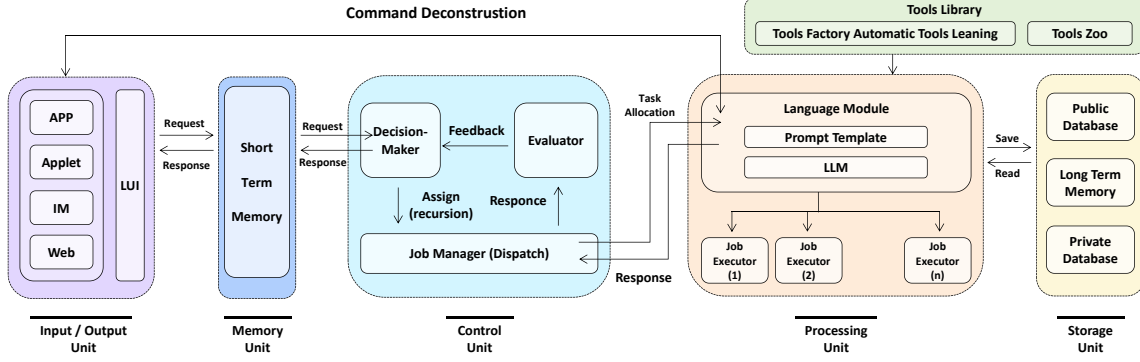 Command Deconstrustion
Tools Library
Tools Factory Automatic Tools Leaning
Tools Zoo
APP
Applet
IM
Web
LUI
Request
Response
Short
Term
Memory
Request
Response
Decision-
Maker
Feedback
Evaluator
Assign
(recursion)
Responce
Job Manager (Dispatch)
Task
Allocation
Response
Language Module
Prompt Template
LLM
Job
Executor
(1)
Job
Executor
(2)
Job
Executor
(n)
Save
Read
Public
Database
Long Term
Memory
Private
Database
Input / Output
Unit
Memory
Unit
Control
Unit
Processing
Unit
Storage
Unit